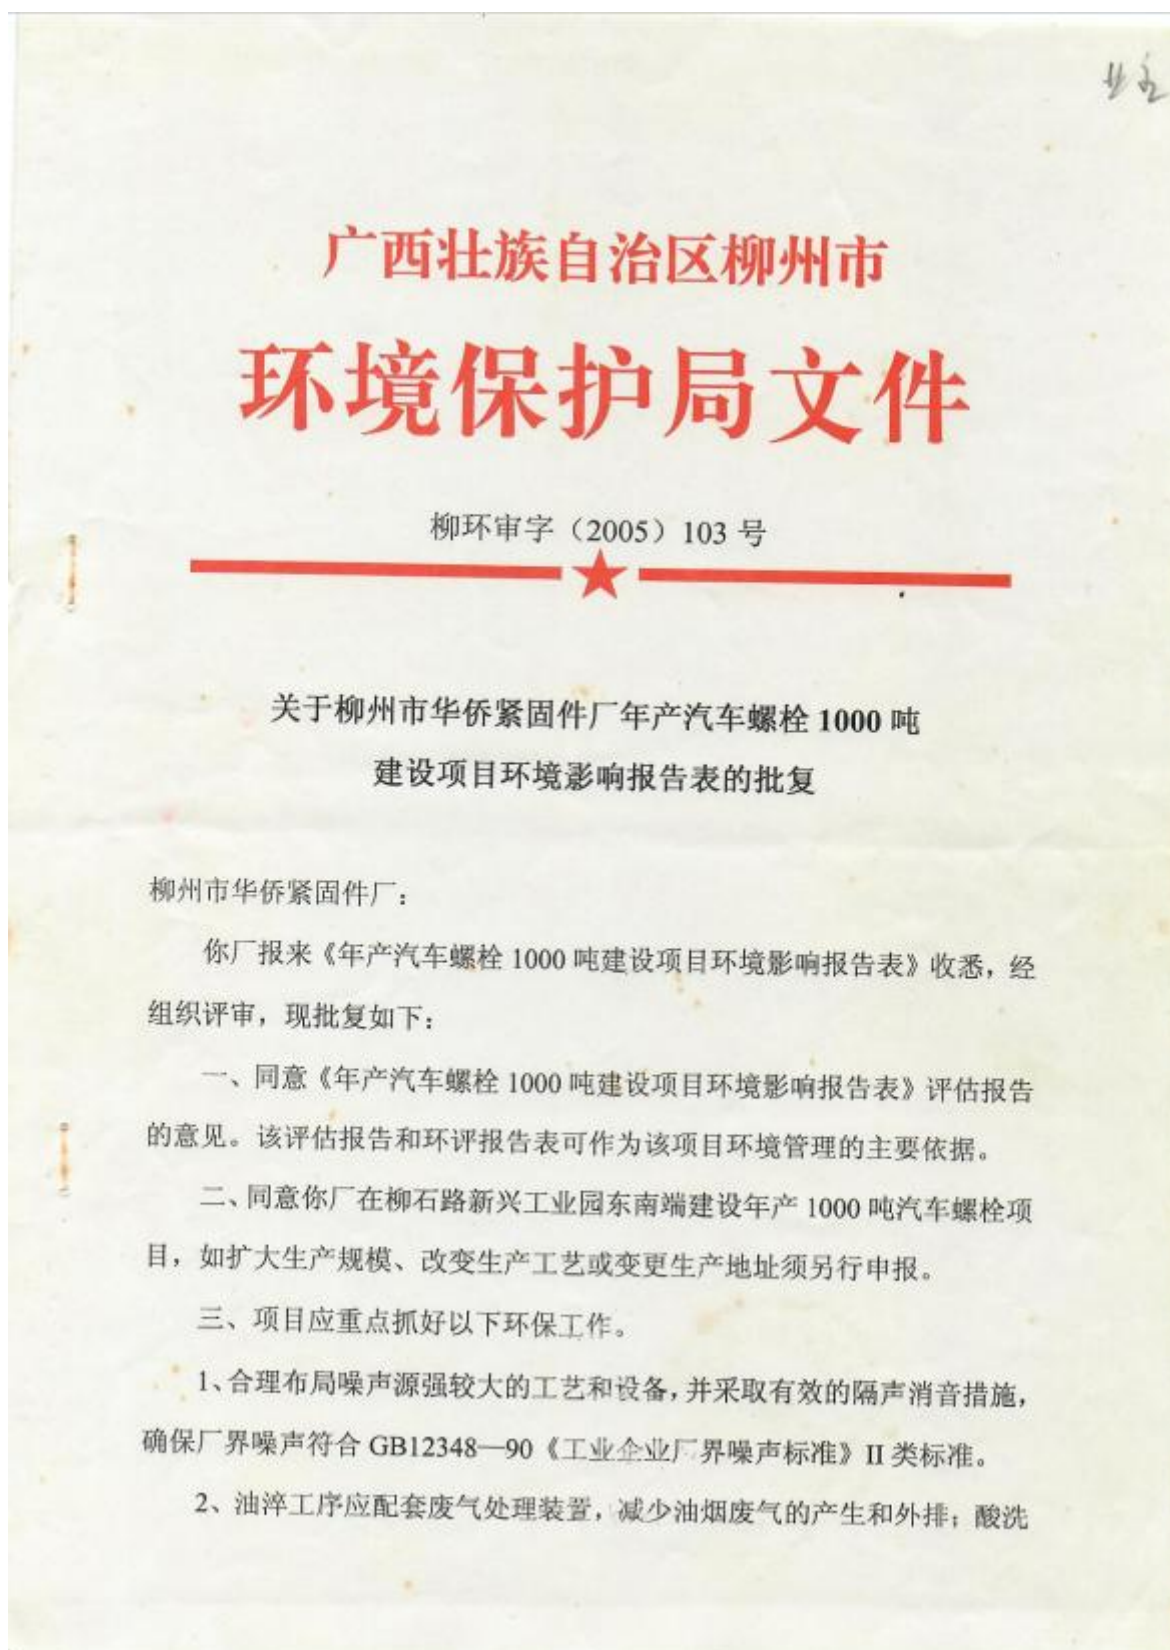 业主
广西壮族自治区柳州市
环境保护局文件
柳环审字（2005）103 号
关于柳州市华侨紧固件厂年产汽车螺栓 1000 吨
建设项目环境影响报告表的批复
柳州市华侨紧固件厂：
你厂报来《年产汽车螺栓 1000 吨建设项目环境影响报告表》收悉，经
组织评审，现批复如下：
一、同意《年产汽车螺栓 1000 吨建设项目环境影响报告表》评估报告
的意见。该评估报告和环评报告表可作为该项目环境管理的主要依据。
二、同意你厂在柳石路新兴工业园东南端建设年产 1000 吨汽车螺栓项
目，如扩大生产规模、改变生产工艺或变更生产地址须另行申报。
三、项目应重点抓好以下环保工作。
1、合理布局噪声源强较大的工艺和设备，并采取有效的隔声消音措施，
确保厂界噪声符合 GB12348—90《工业企业厂界噪声标准》II 类标准。
2、油淬工序应配套废气处理装置，减少油烟废气的产生和外排；酸洗